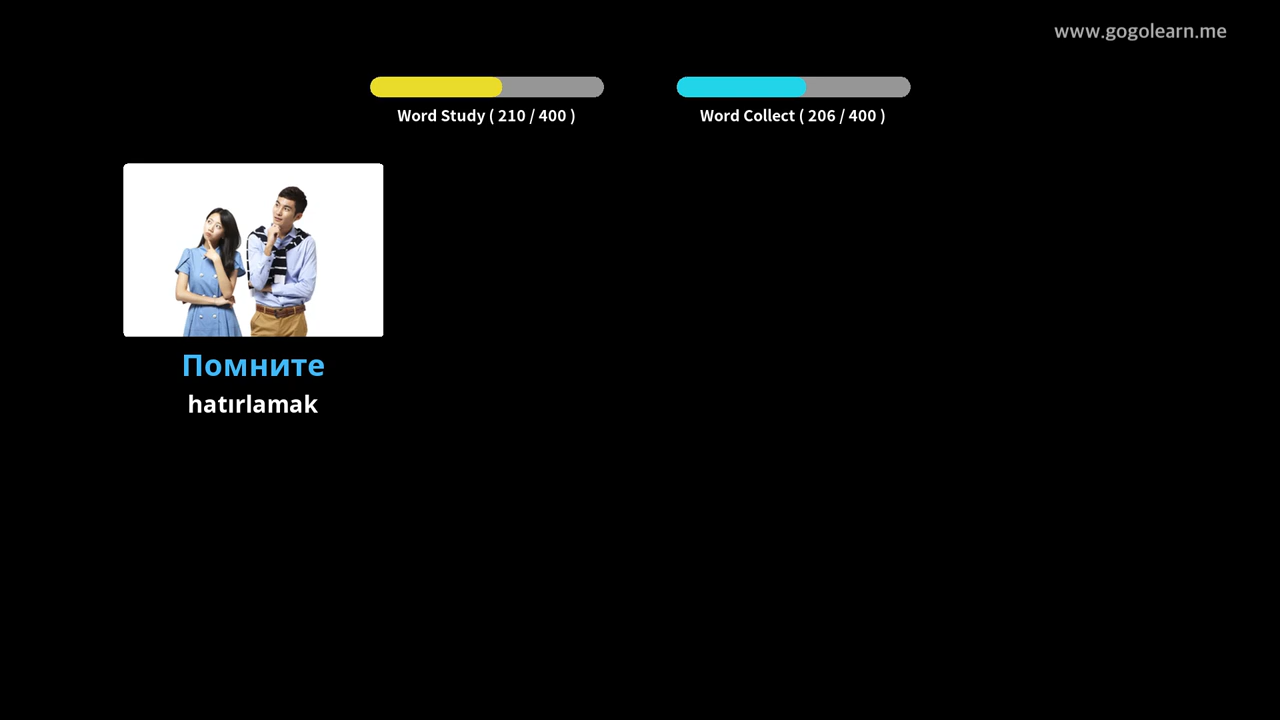 www.gogolearn.me
Word Study ( 210 / 400 )
Word Collect ( 206 / 400 )
Помните
hatırlamak